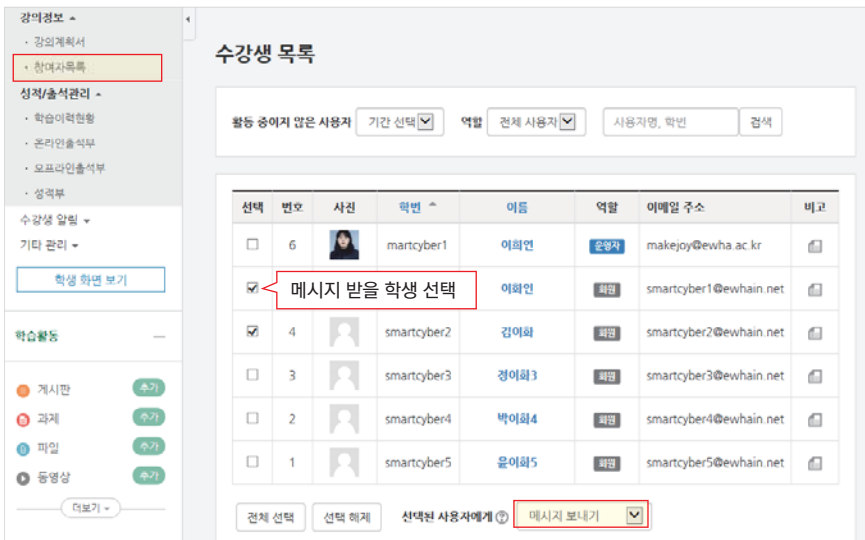 강의정보
· 강의계획서
· 참여자목록
성적/출석관리
· 학습이력현황
· 온라인출석부
· 오프라인출석부
· 성적부
수강생 알림
기타 관리
학생 화면 보기
학습활동
게시판 추가
과제 추가
파일 추가
동영상 추가
더보기
수강생 목록
활동 중이지 않은 사용자 기간 선택 역할 전체 사용자 사용자명, 학번 검색
선택 번호 사진 학번 이름 역할 이메일 주소 비고
6 martcyber1 이희연 운영자 makejoy@ewha.ac.kr
메시지 받을 학생 선택 이화인 회원 smartcyber1@ewhain.net
4 smartcyber2 김이화 회원 smartcyber2@ewhain.net
3 smartcyber3 정이화3 회원 smartcyber3@ewhain.net
2 smartcyber4 박이화4 회원 smartcyber4@ewhain.net
1 smartcyber5 윤이화5 회원 smartcyber5@ewhain.net
전체 선택 선택 해제 선택된 사용자에게 메시지 보내기